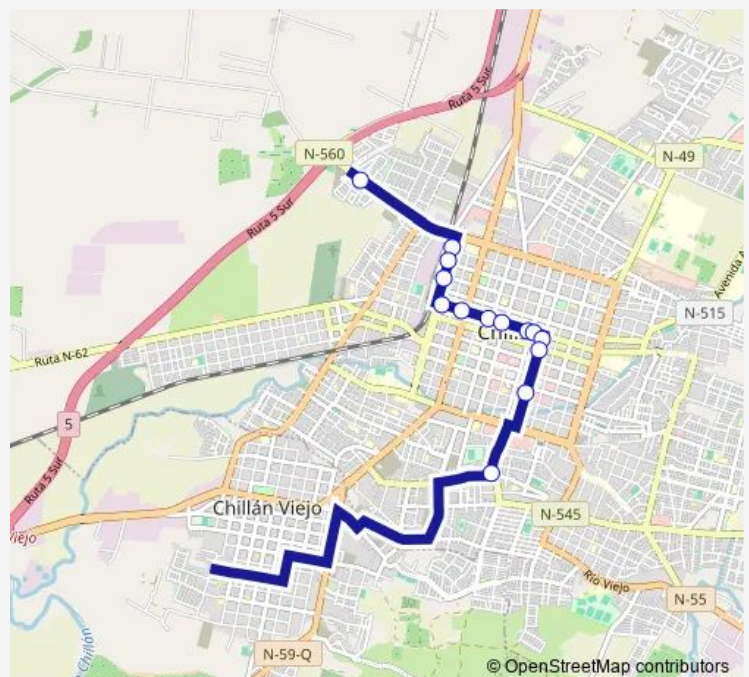 Ruta 5 Sur
N-560
N-49
Ruta 5 Sur
Avenida A
N-515
Chil
Ruta N-62
5
Ruta 5 Sur
Chillán Viejo
N-545
Viejo
Río Viejo
N-55
Chillán
N-59-Q
© OpenStreetMap contributors